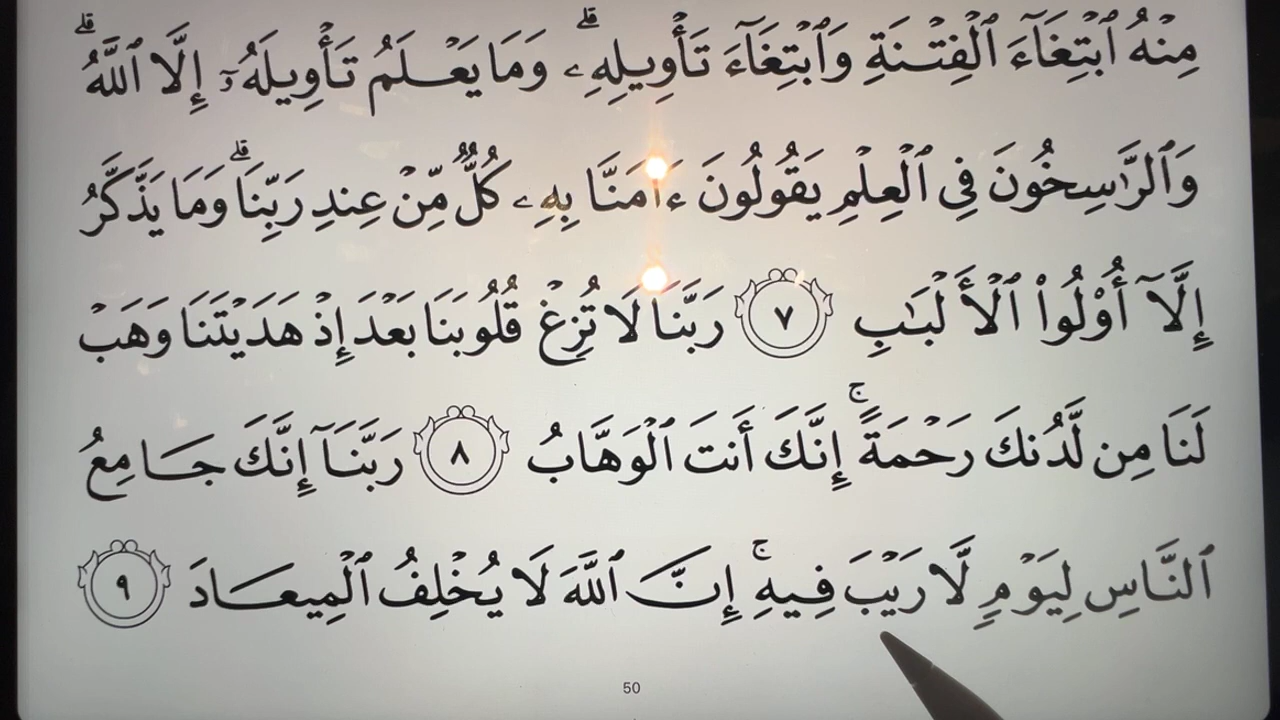 مِنْهُ ٱبْتِغَآءَ ٱلْفِتْنَةِ وَٱبْتِغَآءَ تَأْوِيلِهِۦ ۗ وَمَا يَعْلَمُ تَأْوِيلَهُۥٓ إِلَّا ٱللَّهُ ۗ
وَٱلرَّٰسِخُونَ فِى ٱلْعِلْمِ يَقُولُونَ ءَامَنَّا بِهِۦ كُلٌّ مِّنْ عِندِ رَبِّنَا ۗ وَمَا يَذَّكَّرُ
إِلَّآ أُو۟لُوا۟ ٱلْأَلْبَٰبِ ٧ رَبَّنَا لَا تُزِغْ قُلُوبَنَا بَعْدَ إِذْ هَدَيْتَنَا وَهَبْ
لَنَا مِن لَّدُنكَ رَحْمَةً ۚ إِنَّكَ أَنتَ ٱلْوَهَّابُ ٨ رَبَّنَآ إِنَّكَ جَامِعُ
ٱلنَّاسِ لِيَوْمٍ لَّا رَيْبَ فِيهِ ۚ إِنَّ ٱللَّهَ لَا يُخْلِفُ ٱلْمِيعَادَ ٩
50